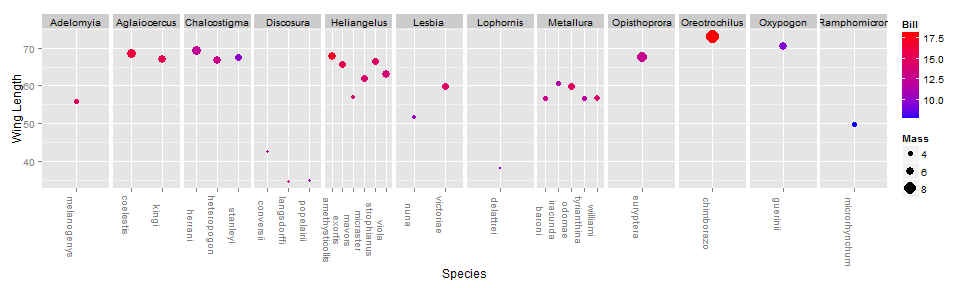 Adelomyia Aglaiocercus Chalcostigma Discosura Heliangelus Lesbia Lophornis Metallura Opisthoprora Oreotrochilus Oxypogon Ramphomicron
Wing Length
70
60
50
40
melanogenys
coelestis
kingi
herrani
heteropogon
stanleyi
conversii
langsdorffi
popelairii
amethysticollis
exortis
mavors
micraster
strophianus
viola
nuna
victoriae
delattrei
baroni
iracunda
odomae
tyrianthina
williami
euryptera
chimborazo
guerinii
microrhynchum
Species
Bill
17.5
15.0
12.5
10.0
Mass
4
6
8